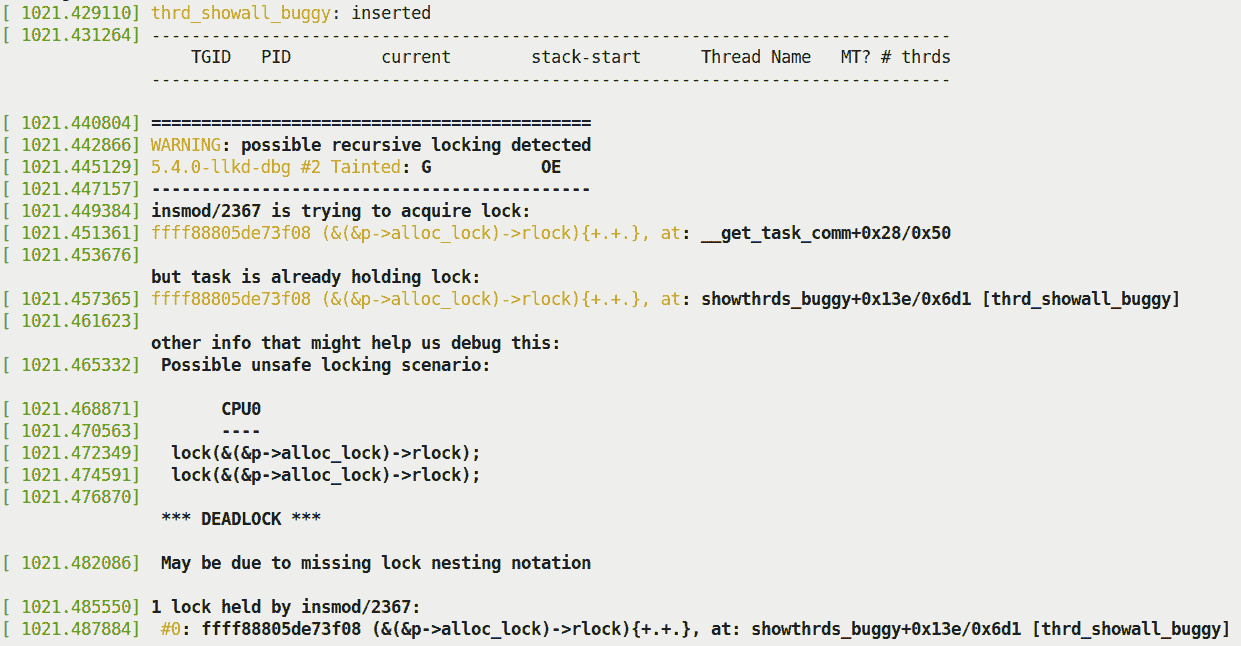 [ 1021.429110] thrd_showall_buggy: inserted
[ 1021.431264] --------------------------------------------------------------------------------
TGID PID current stack-start Thread Name MT? # thrds
--------------------------------------------------------------------------------
[ 1021.440804] ============================================
[ 1021.442866] WARNING: possible recursive locking detected
[ 1021.445129] 5.4.0-llkd-dbg #2 Tainted: G OE
[ 1021.447157] --------------------------------------------
[ 1021.449384] insmod/2367 is trying to acquire lock:
[ 1021.451361] ffff88805de73f08 (&(&p->alloc_lock)->rlock){+.+.}, at: __get_task_comm+0x28/0x50
[ 1021.453676]
but task is already holding lock:
[ 1021.457365] ffff88805de73f08 (&(&p->alloc_lock)->rlock){+.+.}, at: showthrds_buggy+0x13e/0x6d1 [thrd_showall_buggy]
[ 1021.461623]
other info that might help us debug this:
[ 1021.465332] Possible unsafe locking scenario:
[ 1021.468871] CPU0
[ 1021.470563] ----
[ 1021.472349] lock(&(&p->alloc_lock)->rlock);
[ 1021.474591] lock(&(&p->alloc_lock)->rlock);
[ 1021.476870]
*** DEADLOCK ***
[ 1021.482086] May be due to missing lock nesting notation
[ 1021.485550] 1 lock held by insmod/2367:
[ 1021.487884] #0: ffff88805de73f08 (&(&p->alloc_lock)->rlock){+.+.}, at: showthrds_buggy+0x13e/0x6d1 [thrd_showall_buggy]